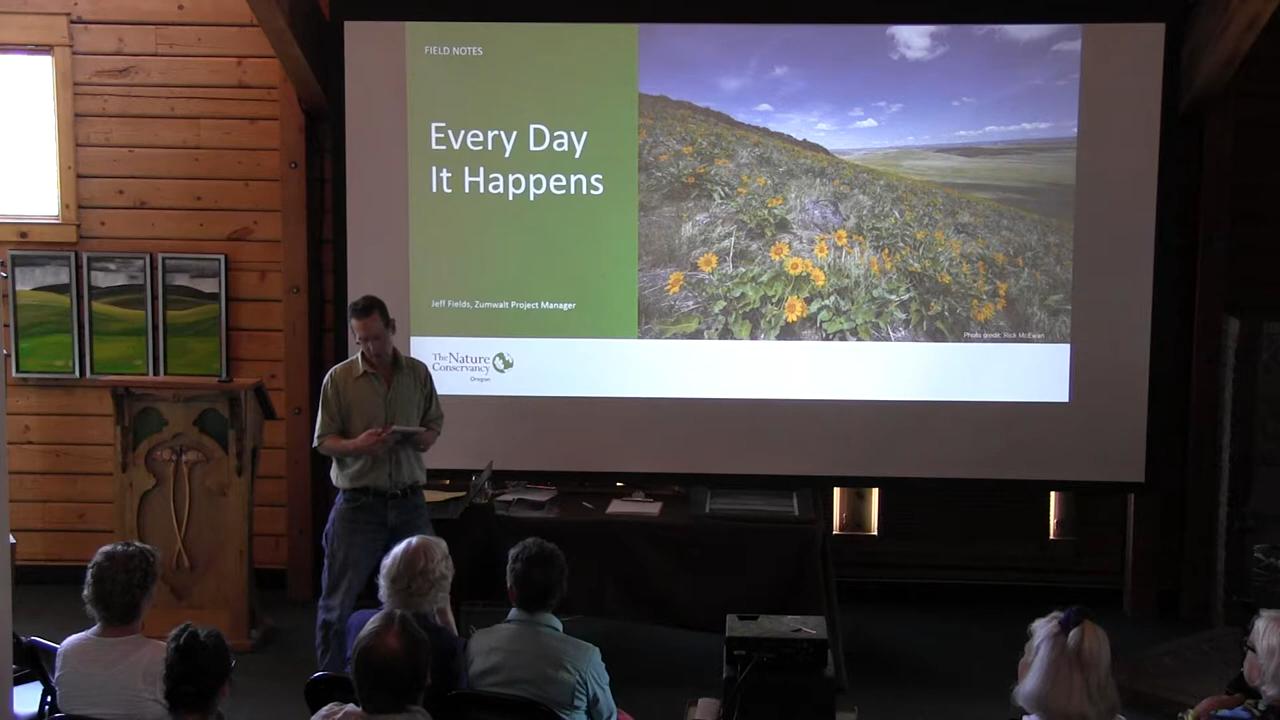 FIELD NOTES
Every Day
It Happens
Jeff Fields, Zumwalt Project Manager
Photo credit: Rick McEwan
The Nature
Conservancy
Oregon